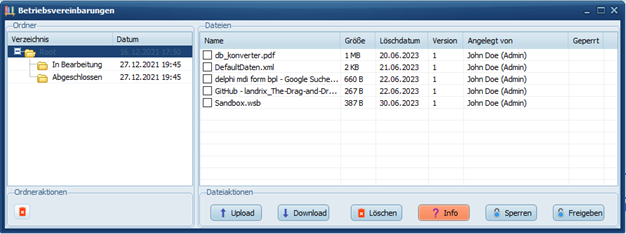 Betriebsvereinbarungen
Ordner
Verzeichnis Datum
Root 16.12.2021 17:50
In Bearbeitung 27.12.2021 19:45
Abgeschlossen 27.12.2021 19:45
Ordneraktionen
Dateien
Name Größe Löschdatum Version Angelegt von Geperrt
db_konverter.pdf 1 MB 20.06.2023 1 John Doe (Admin)
DefaultDaten.xml 2 KB 21.06.2023 1 John Doe (Admin)
delphi mdi form bpl - Google Suche... 660 B 22.06.2023 1 John Doe (Admin)
GitHub - landrix_The-Drag-and-Dr... 267 B 22.06.2023 1 John Doe (Admin)
Sandbox.wsb 387 B 30.06.2023 1 John Doe (Admin)
Dateiaktionen
Upload Download Löschen ? Info Sperren Freigeben